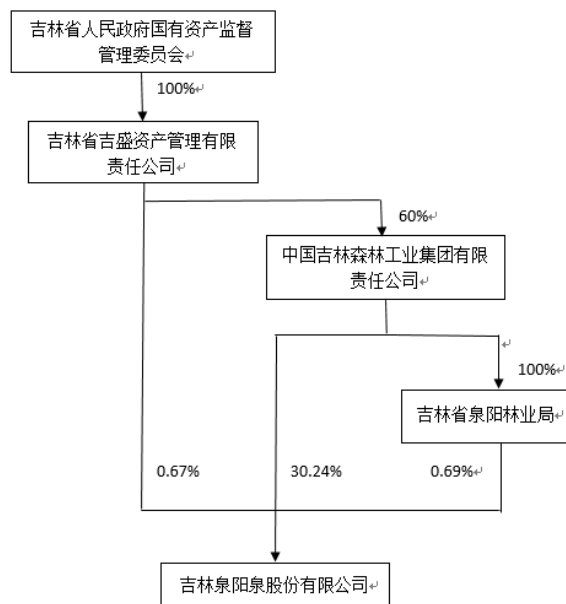 吉林省人民政府国有资产监督
管理委员会
100%
吉林省吉盛资产管理有限
责任公司
60%
中国吉林森林工业集团有限
责任公司
100%
吉林省泉阳林业局
0.67%
30.24%
0.69%
吉林泉阳泉股份有限公司